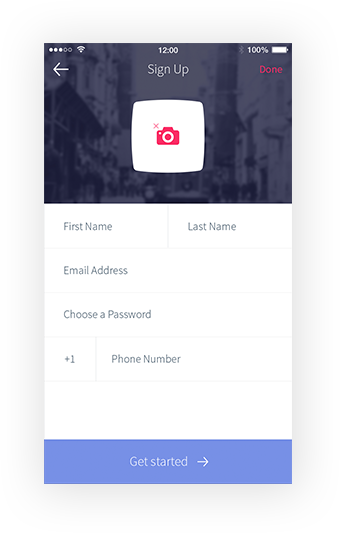 12:00 100%
Sign Up Done
First Name Last Name
Email Address
Choose a Password
+1 Phone Number
Get started